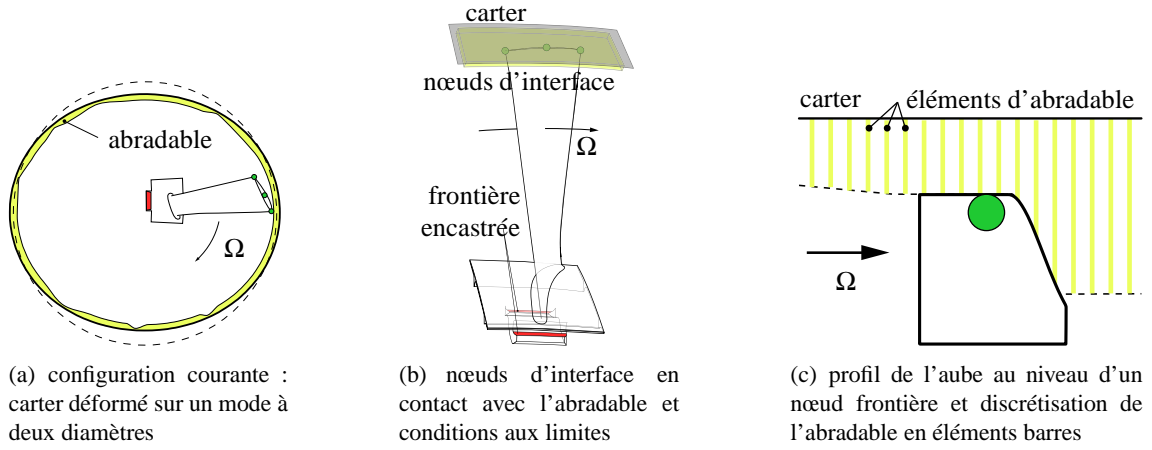 abradable
Ω
(a) configuration courante :
carter déformé sur un mode à
deux diamètres
carter
nœuds d'interface
Ω
frontière
encastrée
(b) nœuds d'interface en
contact avec l'abradable et
conditions aux limites
carter
éléments d'abradable
Ω
(c) profil de l'aube au niveau d'un
nœud frontière et discrétisation de
l'abradable en éléments barres